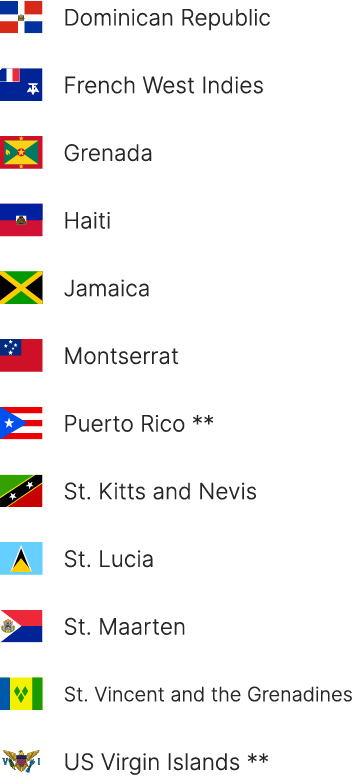 Dominican Republic
French West Indies
Grenada
Haiti
Jamaica
Montserrat
Puerto Rico **
St. Kitts and Nevis
St. Lucia
St. Maarten
St. Vincent and the Grenadines
US Virgin Islands **